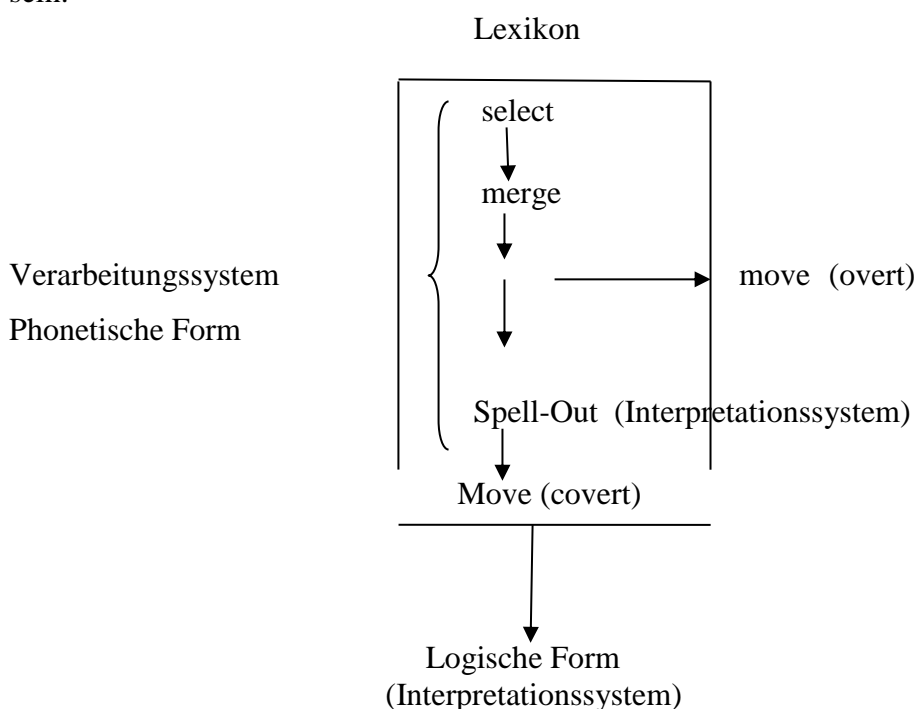 sein.
Lexikon
select
merge
Verarbeitungssystem
move (overt)
Phonetische Form
Spell-Out (Interpretationssystem)
Move (covert)
Logische Form
(Interpretationssystem)